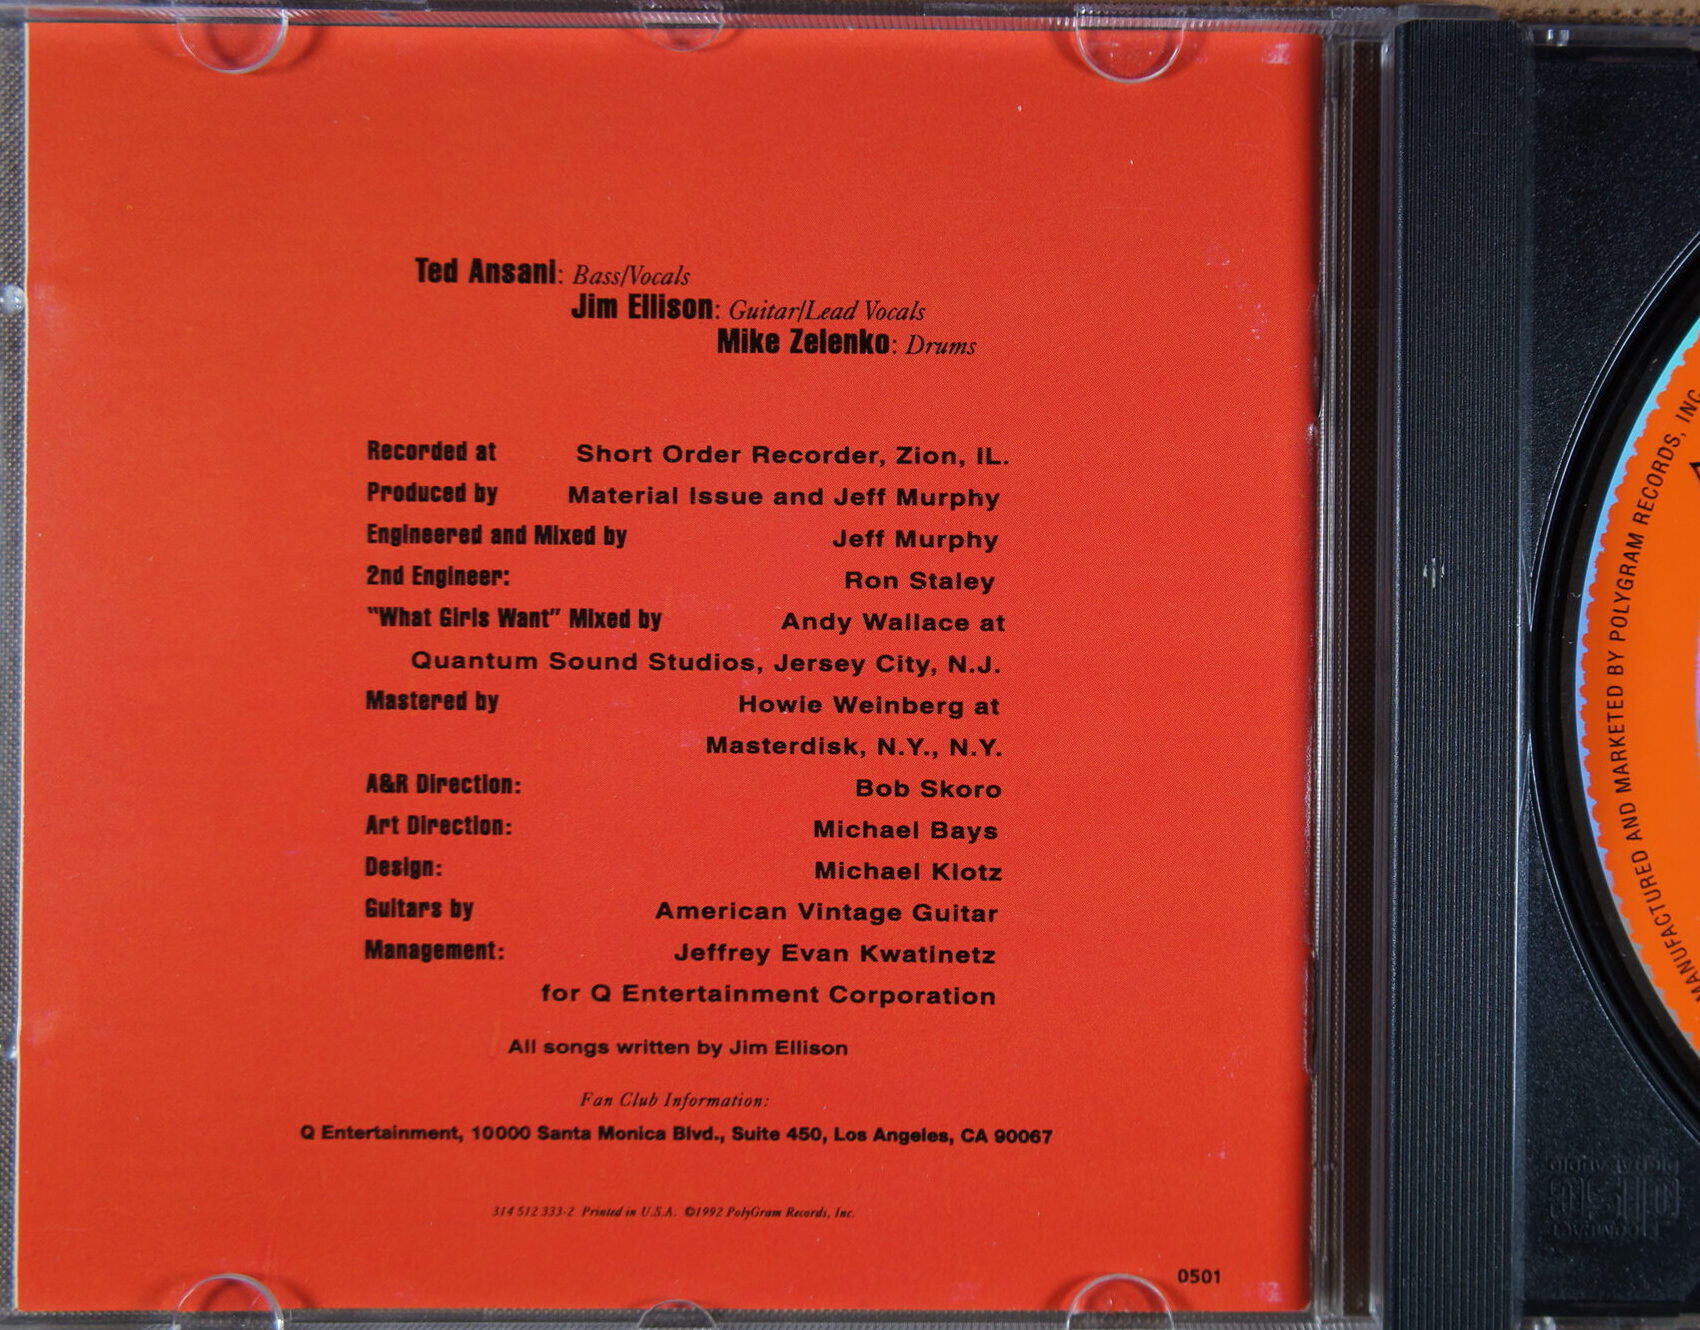 Ted Ansani: Bass/Vocals
Jim Ellison: Guitar/Lead Vocals
Mike Zelenko: Drums
Recorded at Short Order Recorder, Zion, IL.
Produced by Material Issue and Jeff Murphy
Engineered and Mixed by Jeff Murphy
2nd Engineer: Ron Staley
"What Girls Want" Mixed by Andy Wallace at
Quantum Sound Studios, Jersey City, N.J.
Mastered by Howie Weinberg at
Masterdisk, N.Y., N.Y.
A&R Direction: Bob Skoro
Art Direction: Michael Bays
Design: Michael Klotz
Guitars by American Vintage Guitar
Management: Jeffrey Evan Kwatinetz
for Q Entertainment Corporation
All songs written by Jim Ellison
Fan Club Information:
Q Entertainment, 10000 Santa Monica Blvd., Suite 450, Los Angeles, CA 90067
314 512 333-2 Printed in U.S.A. ©1992 PolyGram Records, Inc.
0501
MANUFACTURED AND MARKETED BY POLYGRAM RECORDS, INC
COMPACT
disc
DIGITAL AUDIO